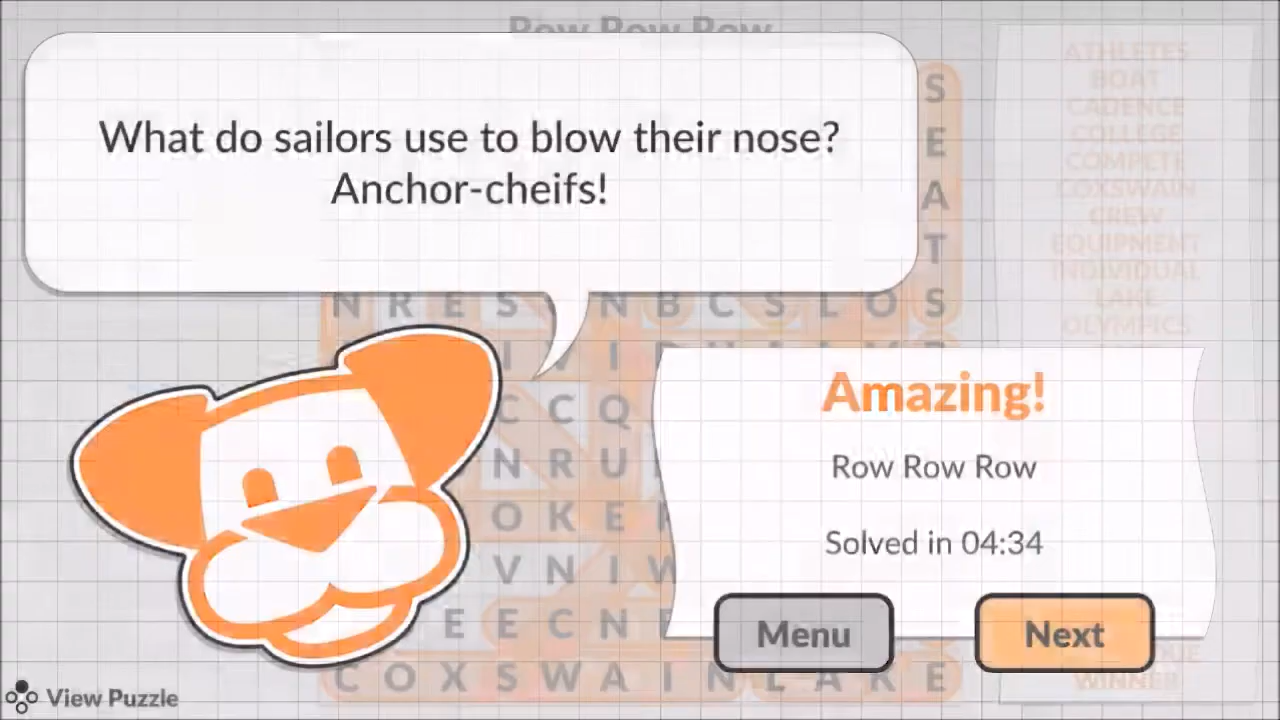 Row Row Row
What do sailors use to blow their nose?
Anchor-cheifs!
S
E
A
T
S
ATHLETES
BOAT
CADENCE
COLLEGE
COMPETE
COXSWAIN
CREW
EQUIPMENT
INDIVIDUAL
LAKE
OLYMPICS
N R E S N B C S L O S
I V I
C C Q
N R U
O K E
V N I W
E E C N
C O X S W A I N L A K E
Amazing!
Row Row Row
Solved in 04:34
Menu
Next
WINNER
View Puzzle